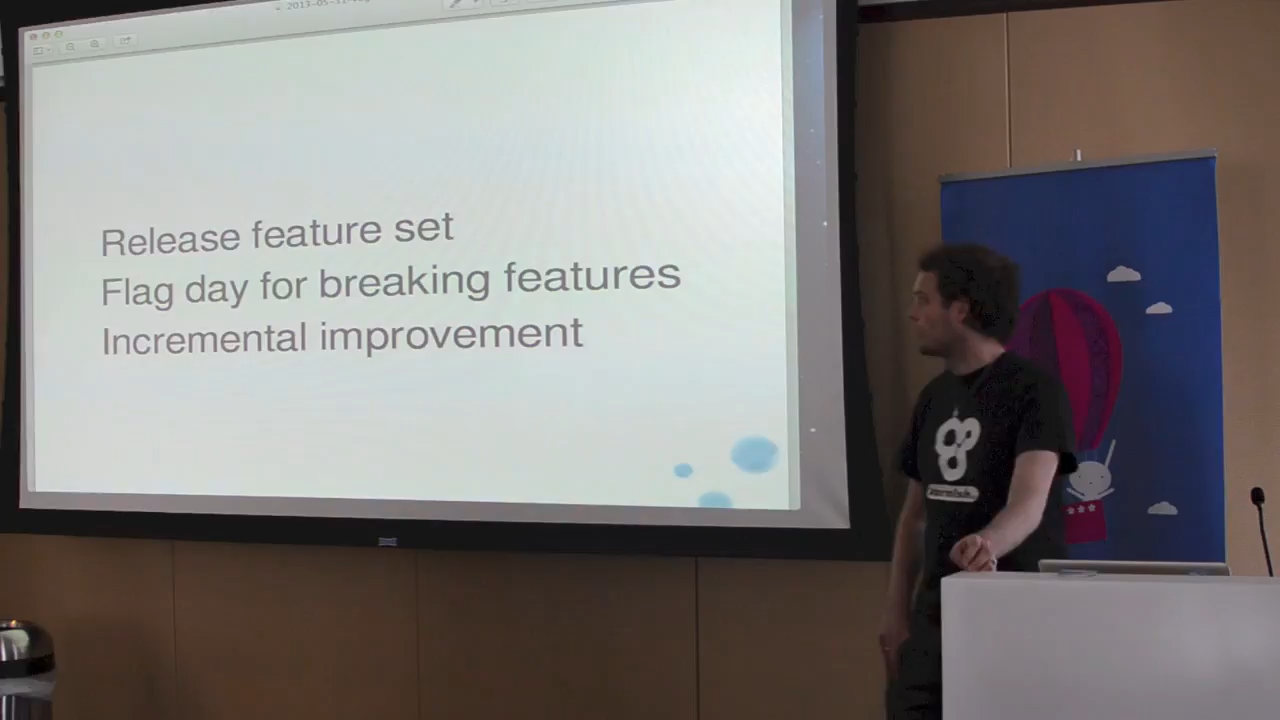 Release feature set
Flag day for breaking features
Incremental improvement